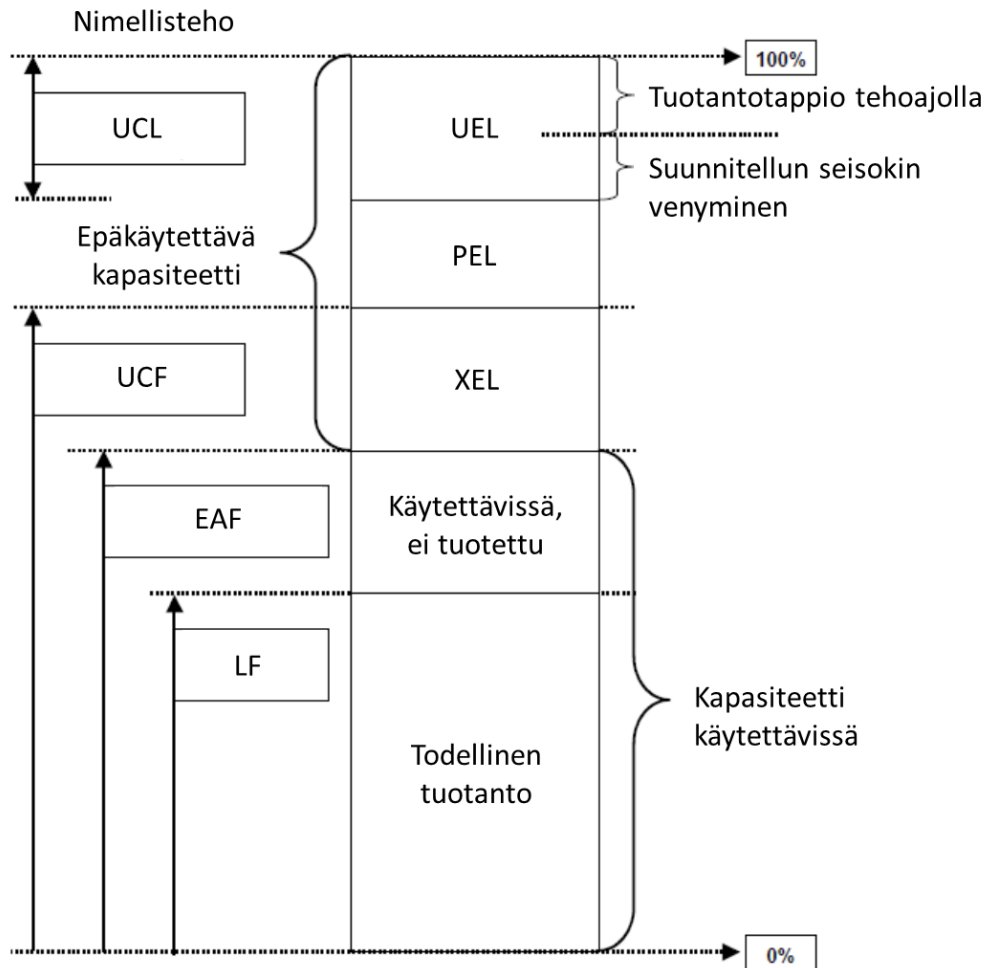 Nimellisteho
100%
Tuotantotappio tehoajolla
UCL
UEL
Suunnitellun seisokin
venyminen
Epäkäytettävä
kapasiteetti
PEL
UCF
XEL
EAF
Käytettävissä,
ei tuotettu
LF
Kapasiteetti
käytettävissä
Todellinen
tuotanto
0%